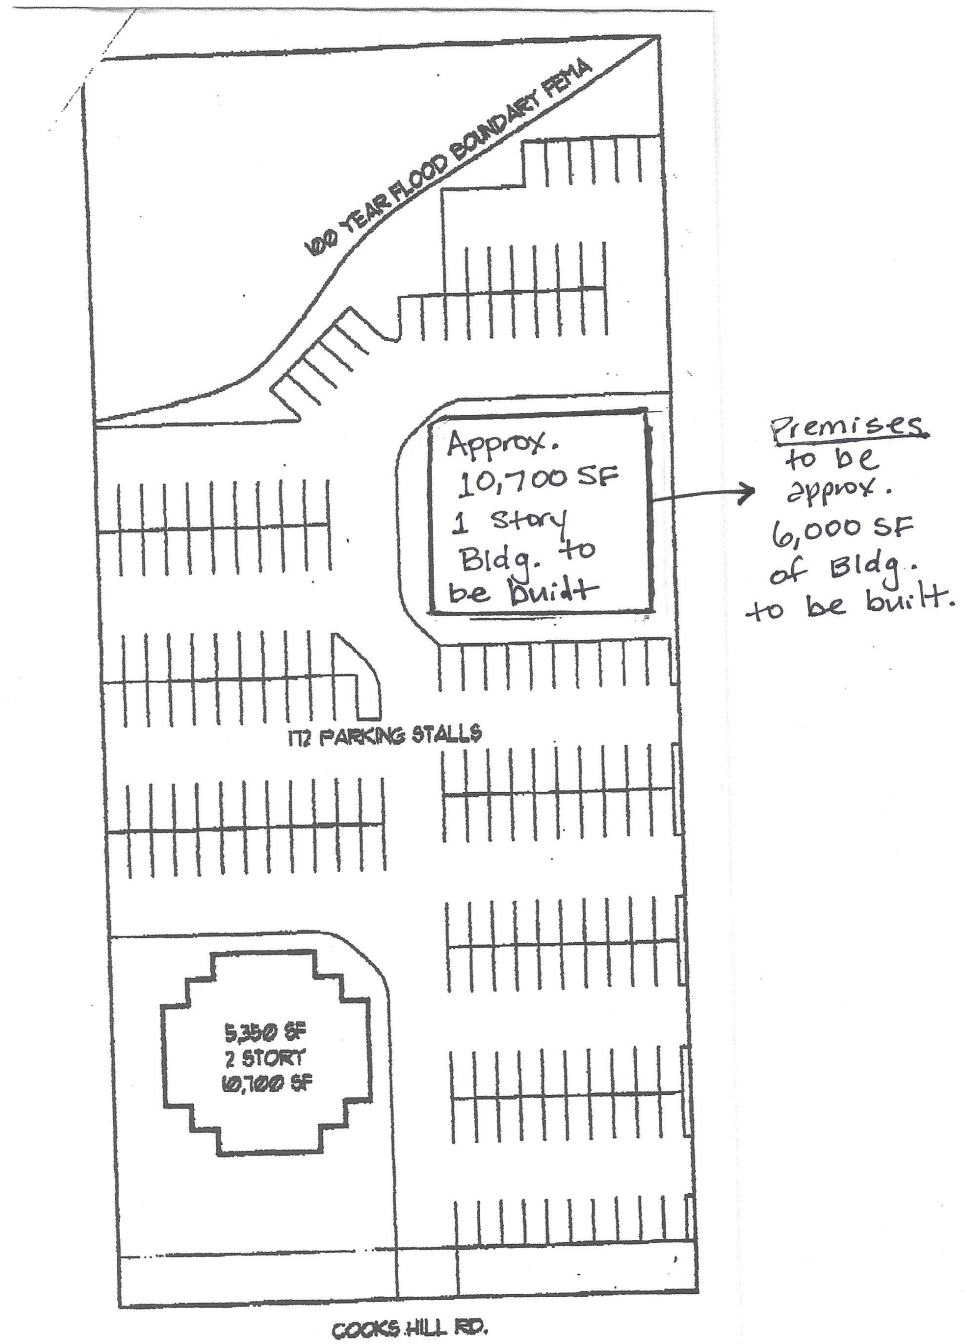 100 YEAR FLOOD BOUNDARY FEMA
Approx.
10,700 SF
1 Story
Bldg. to
be built
Premises
to be
approx.
6,000 SF
of Bldg.
to be built.
172 PARKING STALLS
5,350 SF
2 STORY
10,700 SF
COOKS HILL RD.